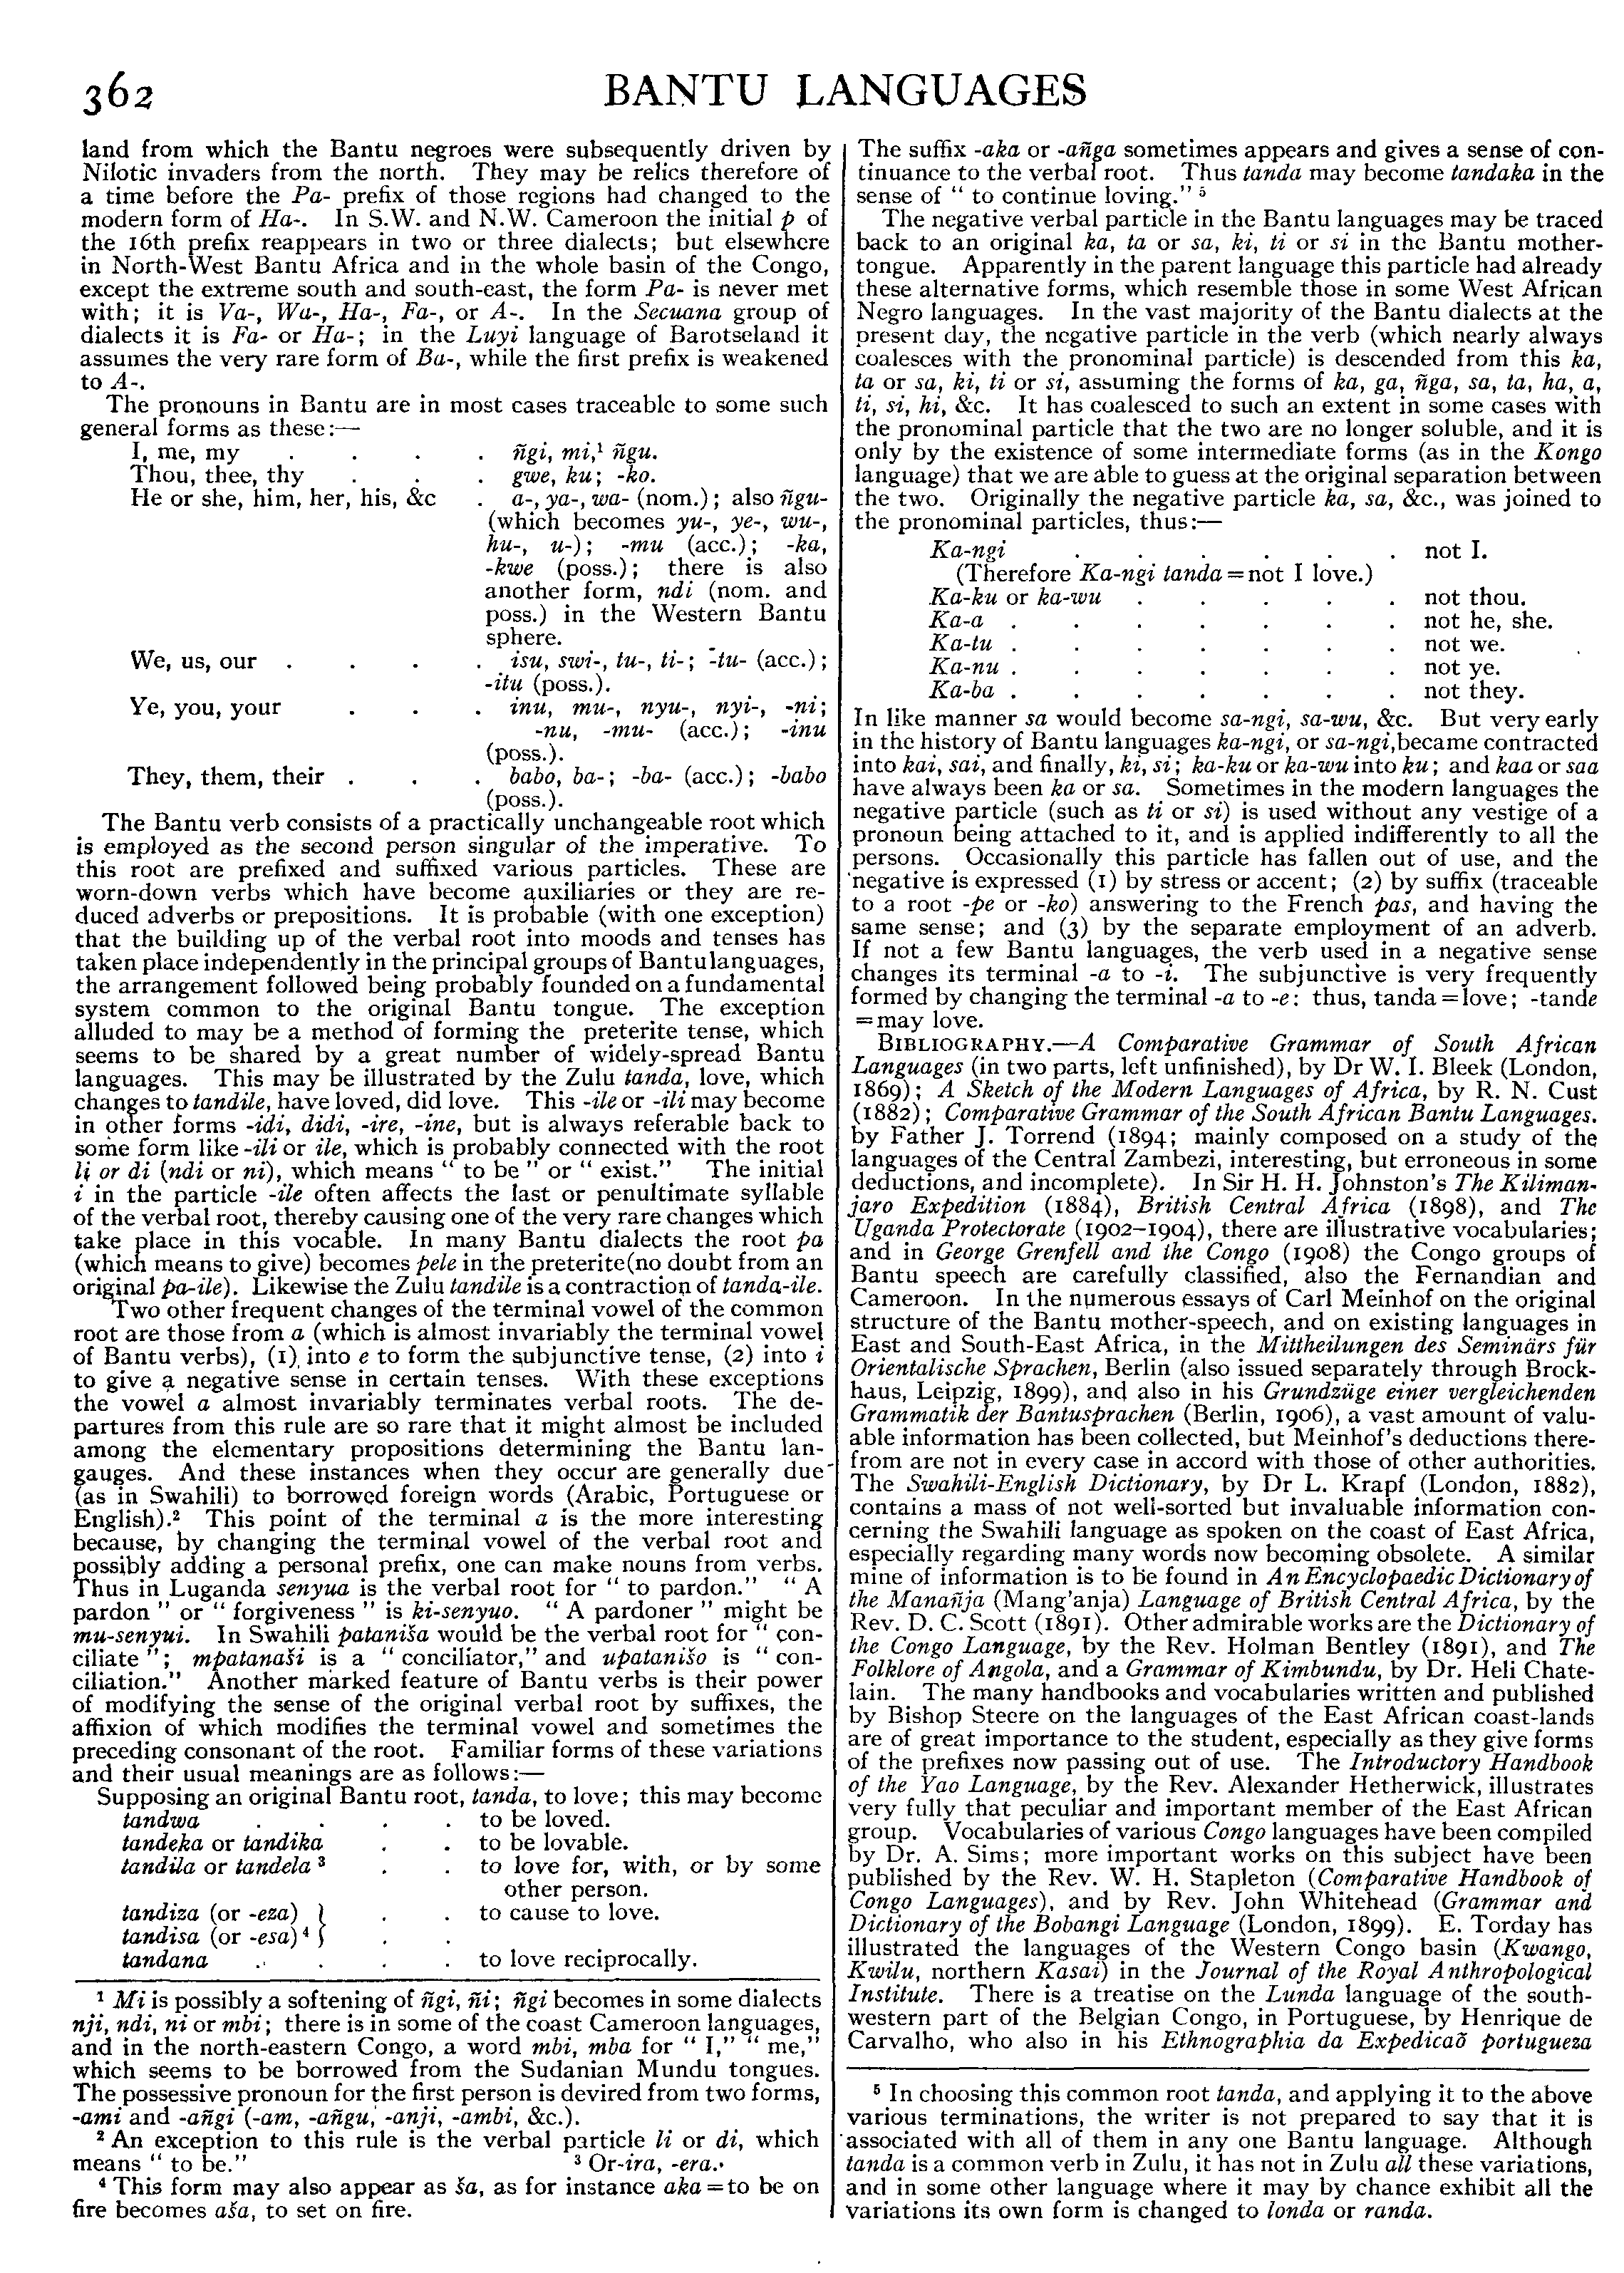 362
BANTU LANGUAGES
land from which the Bantu negroes were subsequently driven by
Nilotic invaders from the north. They may be relics therefore of
a time before the Pa- prefix of those regions had changed to the
modern form of Ha-. In S.W. and N.W. Cameroon the initial p of
the 16th prefix reappears in two or three dialects; but elsewhere
in North-West Bantu Africa and in the whole basin of the Congo,
except the extreme south and south-east, the form Pa- is never met
with; it is Va-, Wa-, Ha-, Fa-, or A-. In the Secuana group of
dialects it is Fa- or Ha-; in the Luyi language of Barotseland it
assumes the very rare form of Ba-, while the first prefix is weakened
to A-.
The pronouns in Bantu are in most cases traceable to some such
general forms as these:—
I, me, my . . . . ñgi, mi,¹ ñgu.
Thou, thee, thy . . . gwe, ku; -ko.
He or she, him, her, his, &c . a-, ya-, wa- (nom.); also ñgu-
(which becomes yu-, ye-, wu-,
hu-, u-); -mu (acc.); -ka,
-kwe (poss.); there is also
another form, ndi (nom. and
poss.) in the Western Bantu
sphere.
We, us, our . . . . isu, swi-, tu-, ti-; -tu- (acc.);
-itu (poss.).
Ye, you, your . . . inu, mu-, nyu-, nyi-, -ni;
-nu, -mu- (acc.); -inu
(poss.).
They, them, their . . . babo, ba-; -ba- (acc.); -babo
(poss.).
The Bantu verb consists of a practically unchangeable root which
is employed as the second person singular of the imperative. To
this root are prefixed and suffixed various particles. These are
worn-down verbs which have become auxiliaries or they are re-
duced adverbs or prepositions. It is probable (with one exception)
that the building up of the verbal root into moods and tenses has
taken place independently in the principal groups of Bantu languages,
the arrangement followed being probably founded on a fundamental
system common to the original Bantu tongue. The exception
alluded to may be a method of forming the preterite tense, which
seems to be shared by a great number of widely-spread Bantu
languages. This may be illustrated by the Zulu tanda, love, which
changes to tandile, have loved, did love. This -ile or -ili may become
in other forms -idi, didi, -ire, -ine, but is always referable back to
some form like -ili or ile, which is probably connected with the root
li or di (ndi or ni), which means “ to be ” or “ exist.” The initial
i in the particle -ile often affects the last or penultimate syllable
of the verbal root, thereby causing one of the very rare changes which
take place in this vocable. In many Bantu dialects the root pa
(which means to give) becomes pele in the preterite(no doubt from an
original pa-ile). Likewise the Zulu tandile is a contraction of tanda-ile.
Two other frequent changes of the terminal vowel of the common
root are those from a (which is almost invariably the terminal vowel
of Bantu verbs), (1) into e to form the subjunctive tense, (2) into i
to give a negative sense in certain tenses. With these exceptions
the vowel a almost invariably terminates verbal roots. The de-
partures from this rule are so rare that it might almost be included
among the elementary propositions determining the Bantu lan-
gauges. And these instances when they occur are generally due
(as in Swahili) to borrowed foreign words (Arabic, Portuguese or
English).² This point of the terminal a is the more interesting
because, by changing the terminal vowel of the verbal root and
possibly adding a personal prefix, one can make nouns from verbs.
Thus in Luganda senyua is the verbal root for “ to pardon.” “ A
pardon ” or “ forgiveness ” is ki-senyuo. “ A pardoner ” might be
mu-senyui. In Swahili pataniša would be the verbal root for “ con-
ciliate ”; mpatanaši is a “ conciliator,” and upatanišo is “ con-
ciliation.” Another marked feature of Bantu verbs is their power
of modifying the sense of the original verbal root by suffixes, the
affixion of which modifies the terminal vowel and sometimes the
preceding consonant of the root. Familiar forms of these variations
and their usual meanings are as follows:—
Supposing an original Bantu root, tanda, to love; this may become
tandwa . . . . to be loved.
tandeka or tandika . . to be lovable.
tandila or tandela ³ . . to love for, with, or by some
other person.
tandiza (or -eza) } . . to cause to love.
tandisa (or -esa) ⁴ } . .
tandana . . . . to love reciprocally.
¹ Mi is possibly a softening of ñgi, ñi; ñgi becomes in some dialects
nji, ndi, ni or mbi; there is in some of the coast Cameroon languages,
and in the north-eastern Congo, a word mbi, mba for “ I,” “ me,”
which seems to be borrowed from the Sudanian Mundu tongues.
The possessive pronoun for the first person is devired from two forms,
-ami and -añgi (-am, -añgu, -anji, -ambi, &c.).
² An exception to this rule is the verbal particle li or di, which
means “ to be.” ³ Or-ira, -era.
⁴ This form may also appear as ša, as for instance aka=to be on
fire becomes aša, to set on fire.
The suffix -aka or -añga sometimes appears and gives a sense of con-
tinuance to the verbal root. Thus tanda may become tandaka in the
sense of “ to continue loving.” ⁵
The negative verbal particle in the Bantu languages may be traced
back to an original ka, ta or sa, ki, ti or si in the Bantu mother-
tongue. Apparently in the parent language this particle had already
these alternative forms, which resemble those in some West African
Negro languages. In the vast majority of the Bantu dialects at the
present day, the negative particle in the verb (which nearly always
coalesces with the pronominal particle) is descended from this ka,
ta or sa, ki, ti or si, assuming the forms of ka, ga, ñga, sa, ta, ha, a,
ti, si, hi, &c. It has coalesced to such an extent in some cases with
the pronominal particle that the two are no longer soluble, and it is
only by the existence of some intermediate forms (as in the Kongo
language) that we are able to guess at the original separation between
the two. Originally the negative particle ka, sa, &c., was joined to
the pronominal particles, thus:—
Ka-ngi . . . . . . not I.
(Therefore Ka-ngi tanda=not I love.)
Ka-ku or ka-wu . . . . . not thou.
Ka-a . . . . . . . not he, she.
Ka-tu . . . . . . . not we.
Ka-nu . . . . . . . not ye.
Ka-ba . . . . . . . not they.
In like manner sa would become sa-ngi, sa-wu, &c. But very early
in the history of Bantu languages ka-ngi, or sa-ngi,became contracted
into kai, sai, and finally, ki, si; ka-ku or ka-wu into ku; and kaa or saa
have always been ka or sa. Sometimes in the modern languages the
negative particle (such as ti or si) is used without any vestige of a
pronoun being attached to it, and is applied indifferently to all the
persons. Occasionally this particle has fallen out of use, and the
negative is expressed (1) by stress or accent; (2) by suffix (traceable
to a root -pe or -ko) answering to the French pas, and having the
same sense; and (3) by the separate employment of an adverb.
If not a few Bantu languages, the verb used in a negative sense
changes its terminal -a to -i. The subjunctive is very frequently
formed by changing the terminal -a to -e: thus, tanda=love; -tande
=may love.
BIBLIOGRAPHY.—A Comparative Grammar of South African
Languages (in two parts, left unfinished), by Dr W. I. Bleek (London,
1869); A Sketch of the Modern Languages of Africa, by R. N. Cust
(1882); Comparative Grammar of the South African Bantu Languages.
by Father J. Torrend (1894; mainly composed on a study of the
languages of the Central Zambezi, interesting, but erroneous in some
deductions, and incomplete). In Sir H. H. Johnston's The Kiliman-
jaro Expedition (1884), British Central Africa (1898), and The
Uganda Protectorate (1902–1904), there are illustrative vocabularies;
and in George Grenfell and the Congo (1908) the Congo groups of
Bantu speech are carefully classified, also the Fernandian and
Cameroon. In the numerous essays of Carl Meinhof on the original
structure of the Bantu mother-speech, and on existing languages in
East and South-East Africa, in the Mittheilungen des Seminärs für
Orientalische Sprachen, Berlin (also issued separately through Brock-
haus, Leipzig, 1899), and also in his Grundzüge einer vergleichenden
Grammatik der Bantusprachen (Berlin, 1906), a vast amount of valu-
able information has been collected, but Meinhof's deductions there-
from are not in every case in accord with those of other authorities.
The Swahili-English Dictionary, by Dr L. Krapf (London, 1882),
contains a mass of not well-sorted but invaluable information con-
cerning the Swahili language as spoken on the coast of East Africa,
especially regarding many words now becoming obsolete. A similar
mine of information is to be found in An Encyclopaedic Dictionary of
the Manañja (Mang'anja) Language of British Central Africa, by the
Rev. D. C. Scott (1891). Other admirable works are the Dictionary of
the Congo Language, by the Rev. Holman Bentley (1891), and The
Folklore of Angola, and a Grammar of Kimbundu, by Dr. Heli Chate-
lain. The many handbooks and vocabularies written and published
by Bishop Steere on the languages of the East African coast-lands
are of great importance to the student, especially as they give forms
of the prefixes now passing out of use. The Introductory Handbook
of the Yao Language, by the Rev. Alexander Hetherwick, illustrates
very fully that peculiar and important member of the East African
group. Vocabularies of various Congo languages have been compiled
by Dr. A. Sims; more important works on this subject have been
published by the Rev. W. H. Stapleton (Comparative Handbook of
Congo Languages), and by Rev. John Whitehead (Grammar and
Dictionary of the Bobangi Language (London, 1899). E. Torday has
illustrated the languages of the Western Congo basin (Kwango,
Kwilu, northern Kasai) in the Journal of the Royal Anthropological
Institute. There is a treatise on the Lunda language of the south-
western part of the Belgian Congo, in Portuguese, by Henrique de
Carvalho, who also in his Ethnographia da Expedicaõ portugueza
⁵ In choosing this common root tanda, and applying it to the above
various terminations, the writer is not prepared to say that it is
associated with all of them in any one Bantu language. Although
tanda is a common verb in Zulu, it has not in Zulu all these variations,
and in some other language where it may by chance exhibit all the
variations its own form is changed to londa or randa.